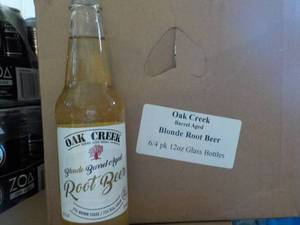 OAK CREEK
Blonde Barrel Aged
Root Beer
Oak Creek
Barrel Aged
Blonde Root Beer
6/4 pk 12oz Glass Bottles
ZOA
ZOA